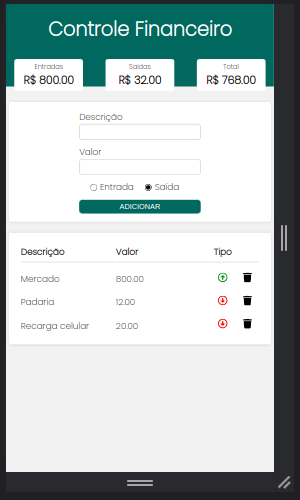 Controle Financeiro
Entradas Saídas Total
R$ 800.00 R$ 32.00 R$ 768.00
Descrição
Valor
Entrada Saída
ADICIONAR
Descrição Valor Tipo
Mercado 800.00
Padaria 12.00
Recarga celular 20.00